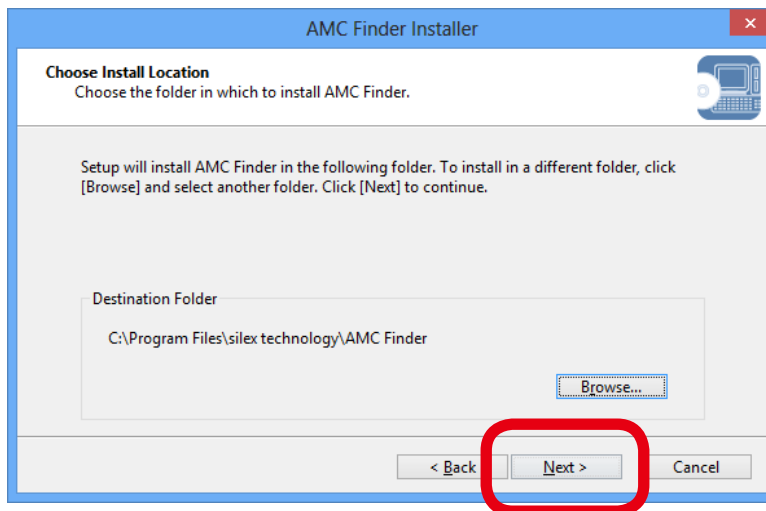 AMC Finder Installer
Choose Install Location
Choose the folder in which to install AMC Finder.
Setup will install AMC Finder in the following folder. To install in a different folder, click
[Browse] and select another folder. Click [Next] to continue.
Destination Folder
C:\Program Files\silex technology\AMC Finder
Browse...
< Back
Next >
Cancel